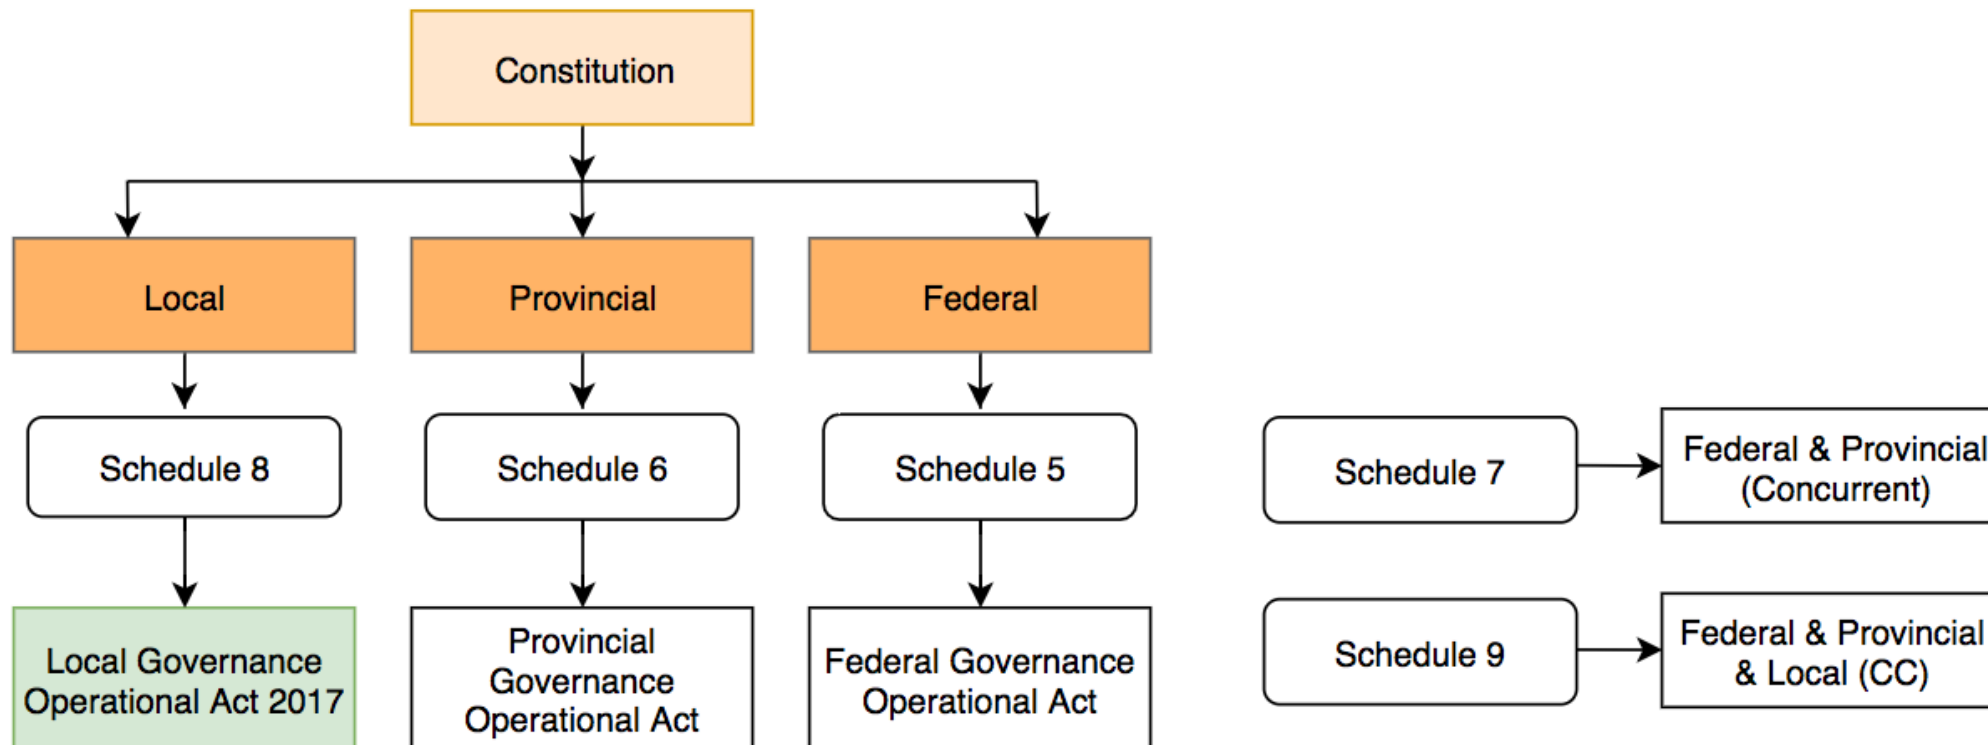 Constitution
Local
Provincial
Federal
Schedule 8
Schedule 6
Schedule 5
Schedule 7
Federal & Provincial
(Concurrent)
Local Governance
Operational Act 2017
Provincial
Governance
Operational Act
Federal Governance
Operational Act
Schedule 9
Federal & Provincial
& Local (CC)